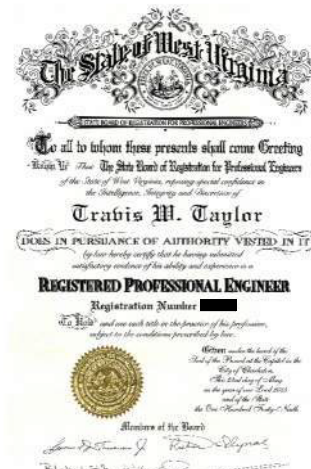 The State of West Virginia
STATE BOARD OF REGISTRATION FOR PROFESSIONAL ENGINEERS
To all to whom these presents shall come Greeting
Know Ye That The State Board of Registration for Professional Engineers
of the State of West Virginia, reposing special confidence in
the Intelligence, Integrity and Discretion of
Travis W. Taylor
DOES IN PURSUANCE OF AUTHORITY VESTED IN IT
by law hereby certify that he having submitted
satisfactory evidence of his ability and experience is a
REGISTERED PROFESSIONAL ENGINEER
Registration Number
To Hold and use such title in the practice of his profession,
subject to the conditions prescribed by law.
Given under the hand of the
Seal of the Board at the Capitol in the
City of Charleston,
This 22nd day of May
in the year of our Lord
and of the State
the One Hundred Forty-Ninth
Members of the Board